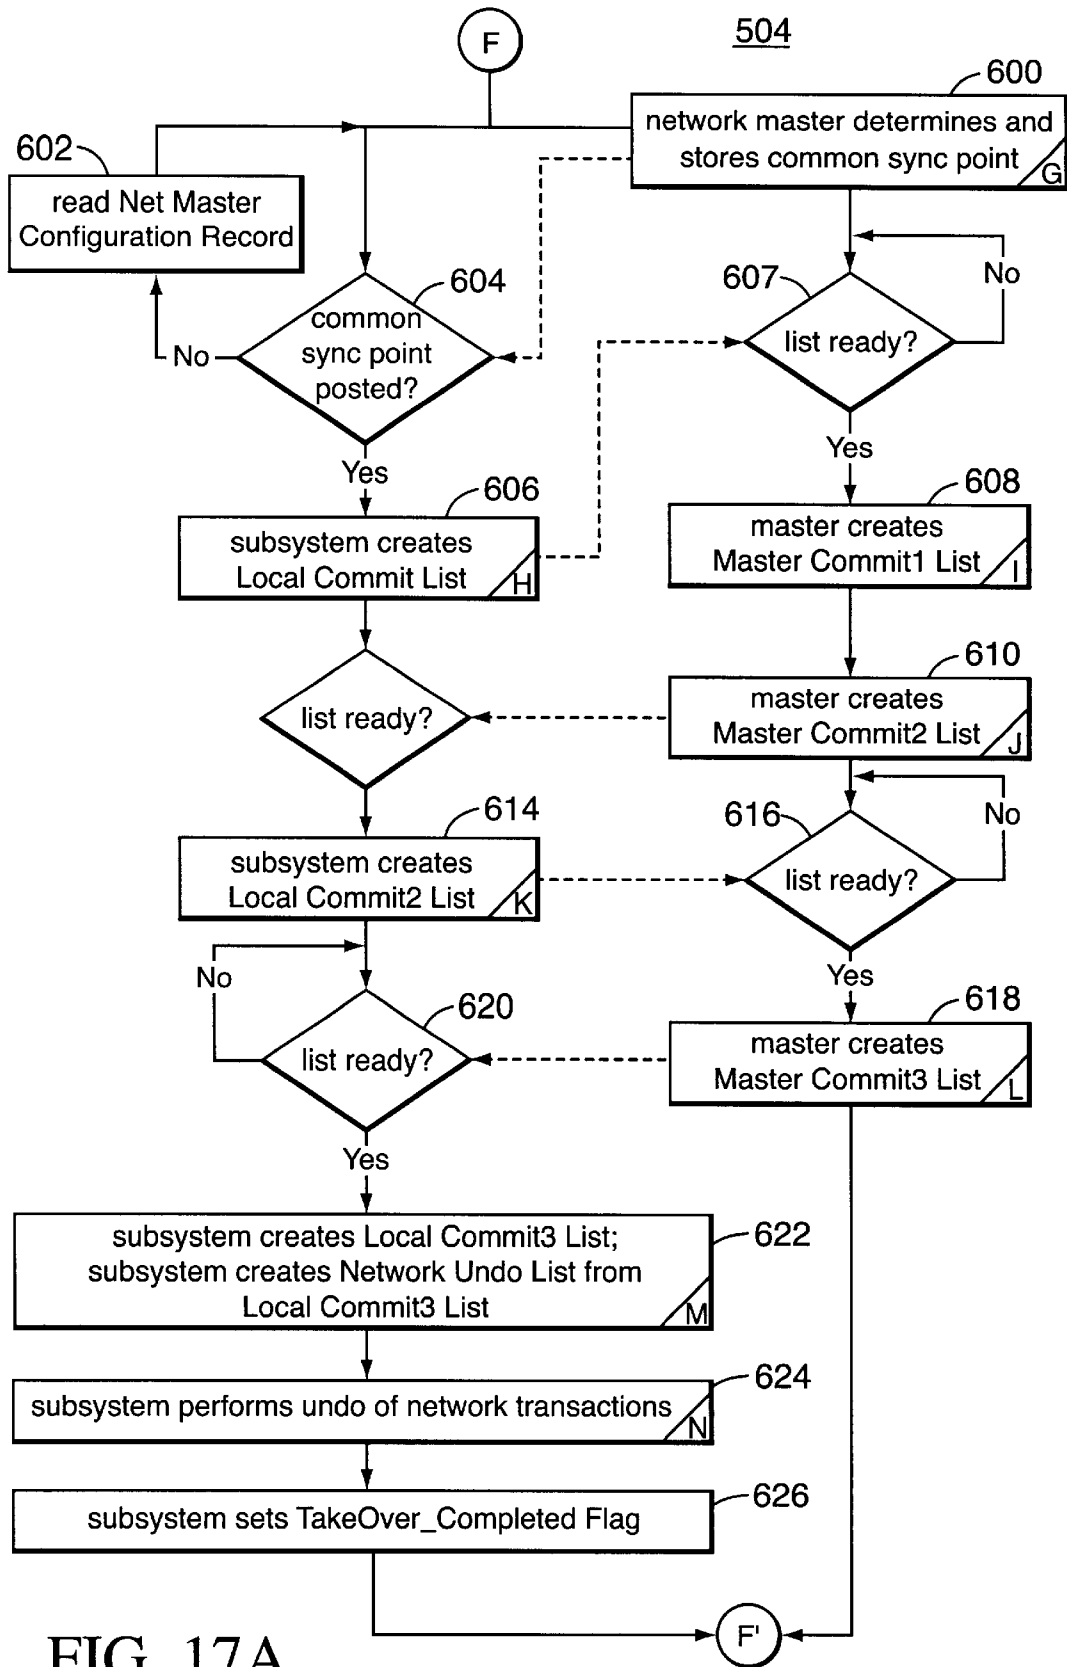 F
504
600
network master determines and
stores common sync point
G
602
read Net Master
Configuration Record
604
common
sync point
posted?
No
Yes
607
list ready?
No
Yes
606
subsystem creates
Local Commit List
H
608
master creates
Master Commit1 List
I
list ready?
610
master creates
Master Commit2 List
J
614
subsystem creates
Local Commit2 List
K
616
list ready?
No
Yes
No
620
list ready?
Yes
618
master creates
Master Commit3 List
L
622
subsystem creates Local Commit3 List;
subsystem creates Network Undo List from
Local Commit3 List
M
624
subsystem performs undo of network transactions
N
626
subsystem sets TakeOver_Completed Flag
F'
FIG. 17A